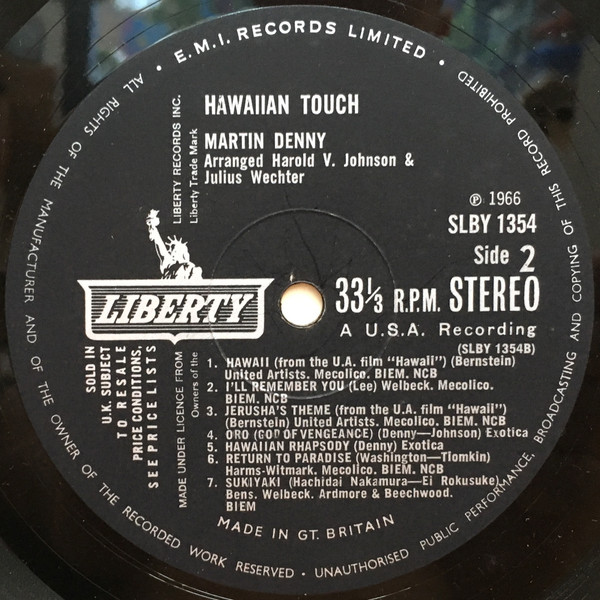 • E.M.I. RECORDS LIMITED •
ALL RIGHTS OF THE MANUFACTURER AND OF THE OWNER OF THE RECORDED WORK RESERVED • UNAUTHORISED PUBLIC PERFORMANCE, BROADCASTING AND COPYING OF THIS RECORD PROHIBITED
HAWAIIAN TOUCH
MARTIN DENNY
Arranged Harold V. Johnson &
Julius Wechter
LIBERTY RECORDS INC.
Liberty Trade Mark
MADE UNDER LICENCE FROM
Owners of the
℗ 1966
SLBY 1354
Side 2
LIBERTY
33⅓ R.P.M. STEREO
A U.S.A. Recording
(SLBY 1354B)
SOLD IN
U.K. SUBJECT
TO RESALE
PRICE CONDITIONS,
SEE PRICE LISTS
1. HAWAII (from the U.A. film "Hawaii") (Bernstein)
United Artists. Mecolico. BIEM. NCB
2. I'LL REMEMBER YOU (Lee) Welbeck. Mecolico.
BIEM. NCB
3. JERUSHA'S THEME (from the U.A. film "Hawaii")
(Bernstein) United Artists. Mecolico. BIEM. NCB
4. ORO (GOD OF VENGEANCE) (Denny—Johnson) Exotica
5. HAWAIIAN RHAPSODY (Denny) Exotica
6. RETURN TO PARADISE (Washington—Tiomkin)
Harms-Witmark. Mecolico. BIEM. NCB
7. SUKIYAKI (Hachidai Nakamura—Ei Rokusuke)
Bens. Welbeck. Ardmore & Beechwood.
BIEM
MADE IN GT. BRITAIN